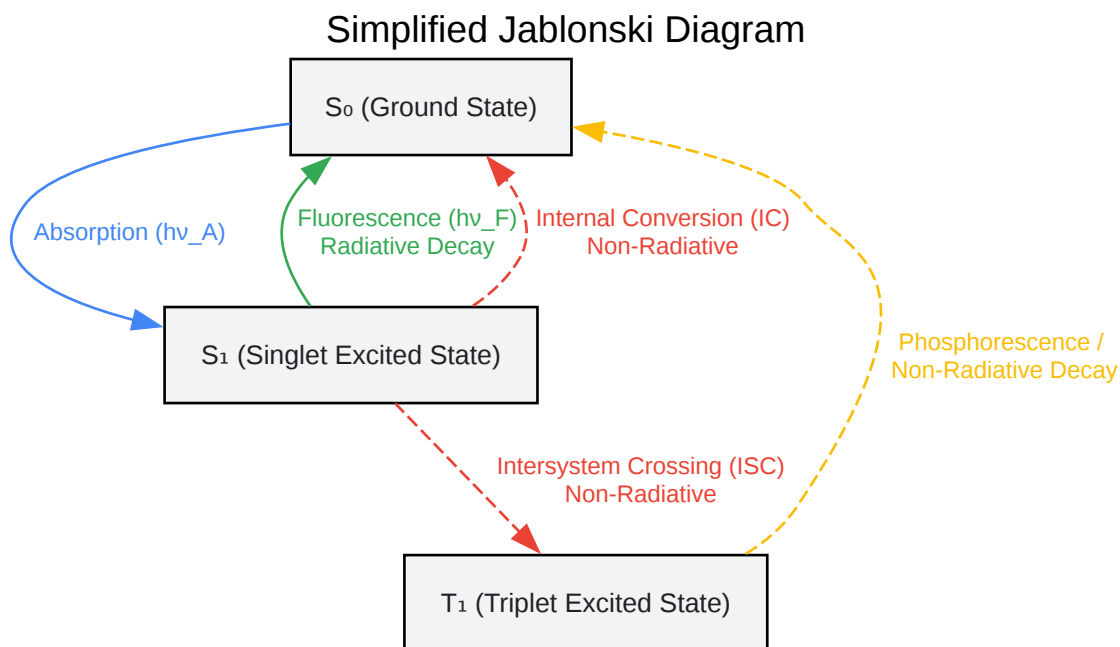 Simplified Jablonski Diagram
S₀ (Ground State)
Absorption (hν_A)
Fluorescence (hν_F)
Radiative Decay
Internal Conversion (IC)
Non-Radiative
S₁ (Singlet Excited State)
Phosphorescence /
Non-Radiative Decay
Intersystem Crossing (ISC)
Non-Radiative
T₁ (Triplet Excited State)